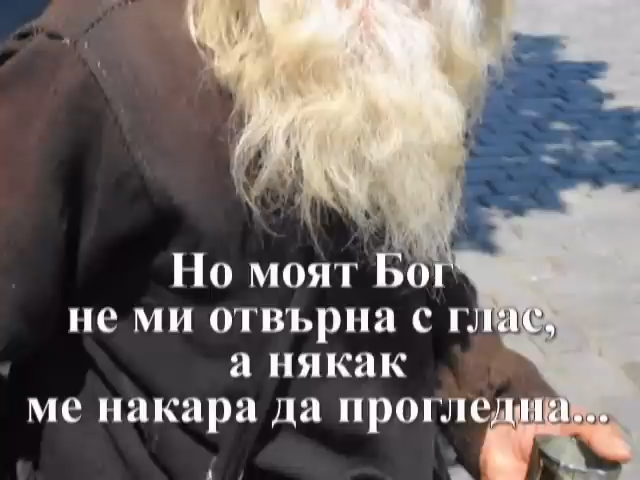 Но моят Бог
не ми отвърна с глас,
а някак
ме накара да прогледна...